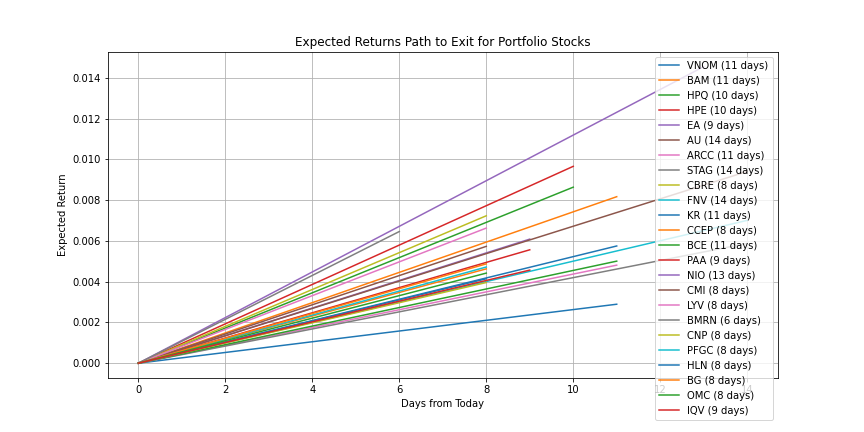 Expected Returns Path to Exit for Portfolio Stocks
Expected Return
0.014
0.012
0.010
0.008
0.006
0.004
0.002
0.000
0 2 4 6 8 10 12 14
Days from Today
VNOM (11 days)
BAM (11 days)
HPQ (10 days)
HPE (10 days)
EA (9 days)
AU (14 days)
ARCC (11 days)
STAG (14 days)
CBRE (8 days)
FNV (14 days)
KR (11 days)
CCEP (8 days)
BCE (11 days)
PAA (9 days)
NIO (13 days)
CMI (8 days)
LYV (8 days)
BMRN (6 days)
CNP (8 days)
PFGC (8 days)
HLN (8 days)
BG (8 days)
OMC (8 days)
IQV (9 days)